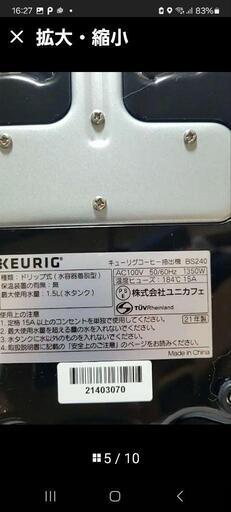 16:27
83%
× 拡大・縮小
KEURIG® キューリグコーヒー抽出機 BS240
AC100V 50/60Hz 1350W
温度ヒューズ:184℃ 15A
種類:ドリップ式(水容器着脱型)
保温装置の有無:無
最大使用水量:1.5L(水タンク)
PSE 株式会社ユニカフェ
TÜVRheinland
使用上の注意
21年製
1. 定格15A以上のコンセントを単独で使用してください。
2. 最大使用水量を超える量の水を入れないでください。
3. 水タンクに水以外のものを入れないでください。
4. 取扱説明書に記載の「安全上のご注意」をお守りください。
Made in China
21403070
5 / 10